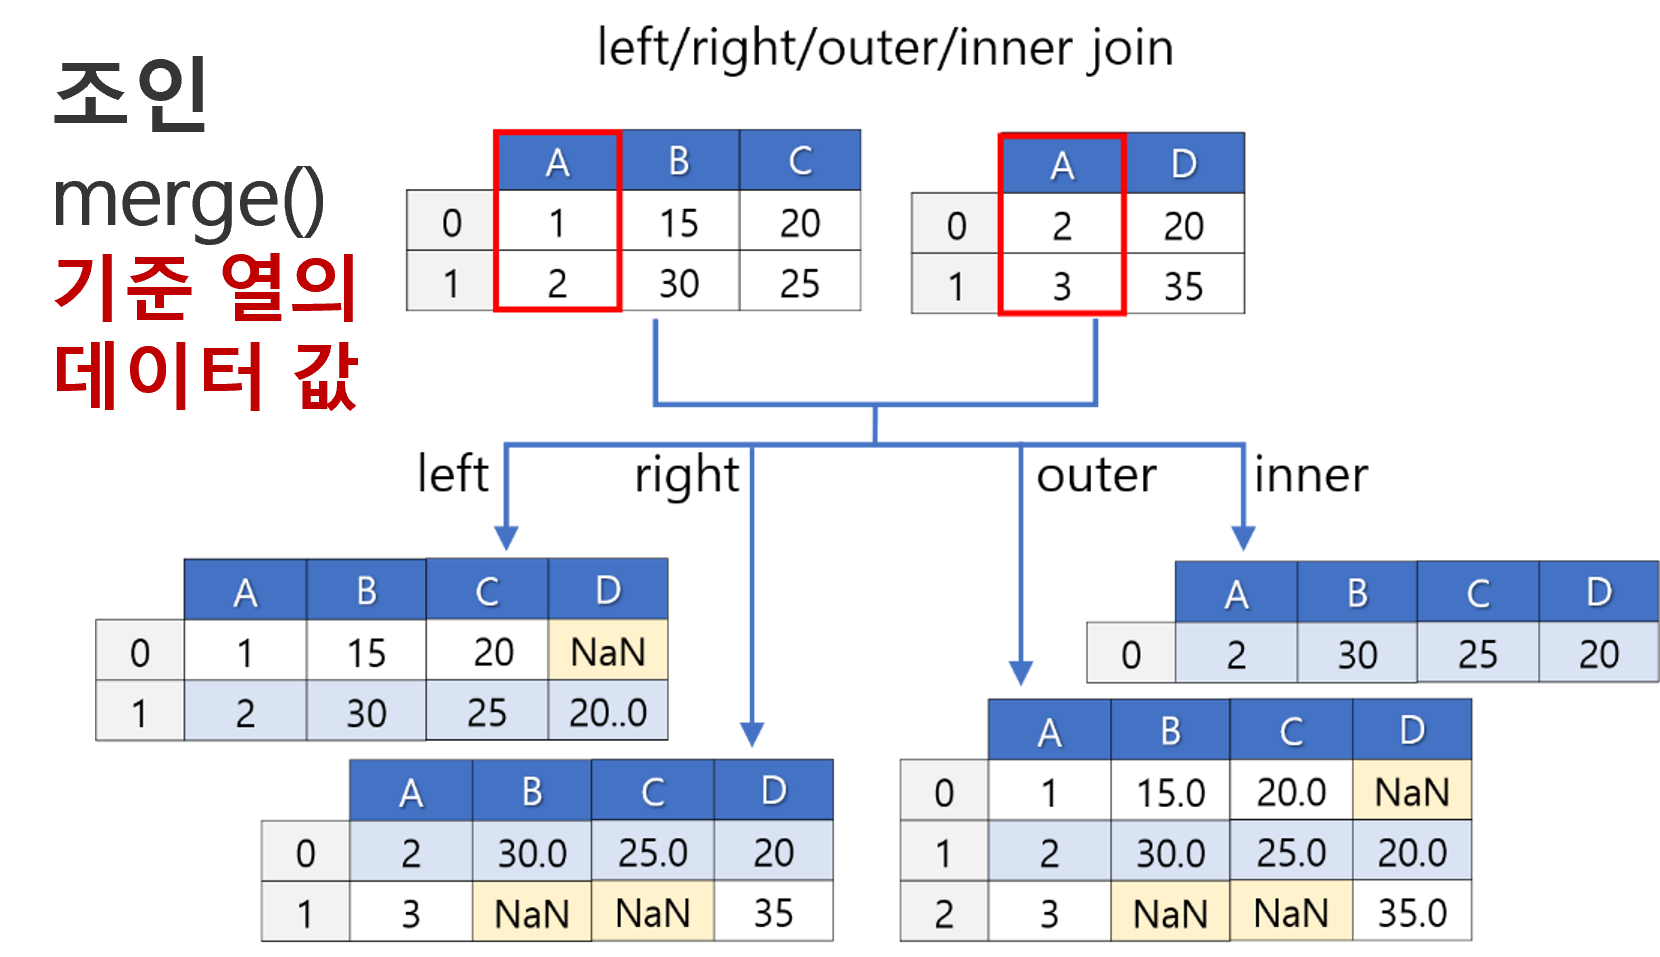 left/right/outer/inner join
조인
merge()
기준 열의
데이터 값
A B C
0 1 15 20
1 2 30 25
A D
0 2 20
1 3 35
left
right
outer
inner
A B C D
0 1 15 20 NaN
1 2 30 25 20..0
A B C D
0 2 30 25 20
A B C D
0 2 30.0 25.0 20
1 3 NaN NaN 35
A B C D
0 1 15.0 20.0 NaN
1 2 30.0 25.0 20.0
2 3 NaN NaN 35.0